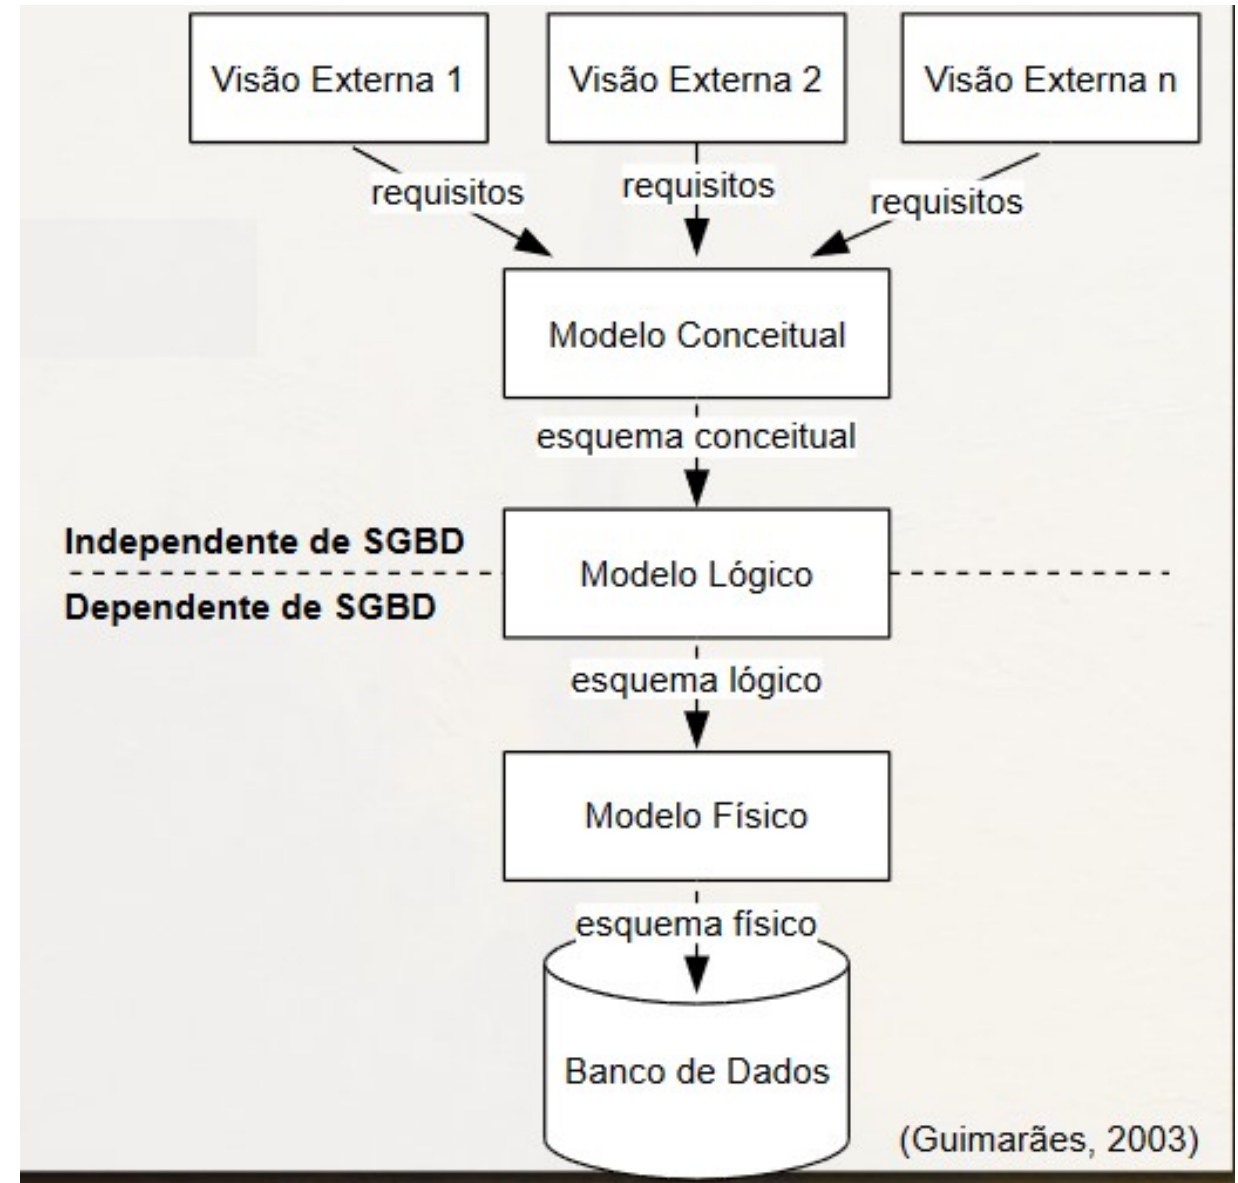 Visão Externa 1
Visão Externa 2
Visão Externa n
requisitos
requisitos
requisitos
Modelo Conceitual
esquema conceitual
Independente de SGBD
Modelo Lógico
Dependente de SGBD
esquema lógico
Modelo Físico
esquema físico
Banco de Dados
(Guimarães, 2003)